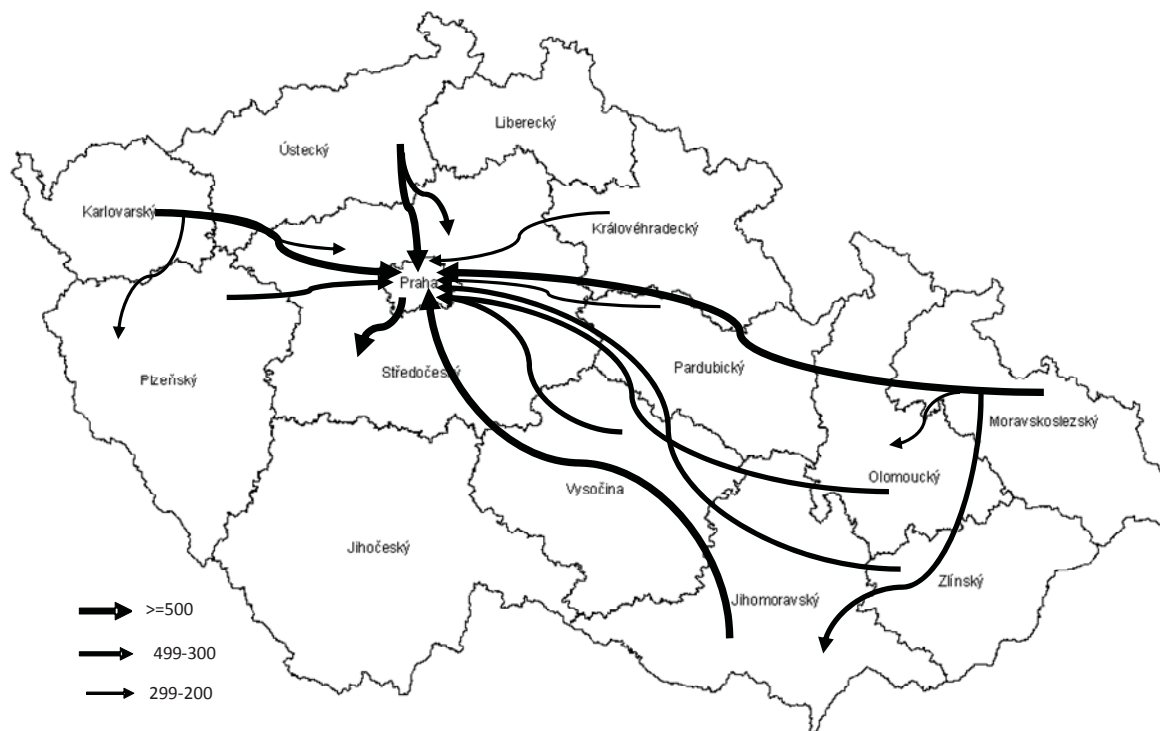 Liberecký
Ústecký
Karlovarský
Královéhradecký
Praha
Plzeňský
Středočeský
Pardubický
Moravskoslezský
Olomoucký
Vysočina
Jihočeský
Zlínský
Jihomoravský
>=500
499-300
299-200